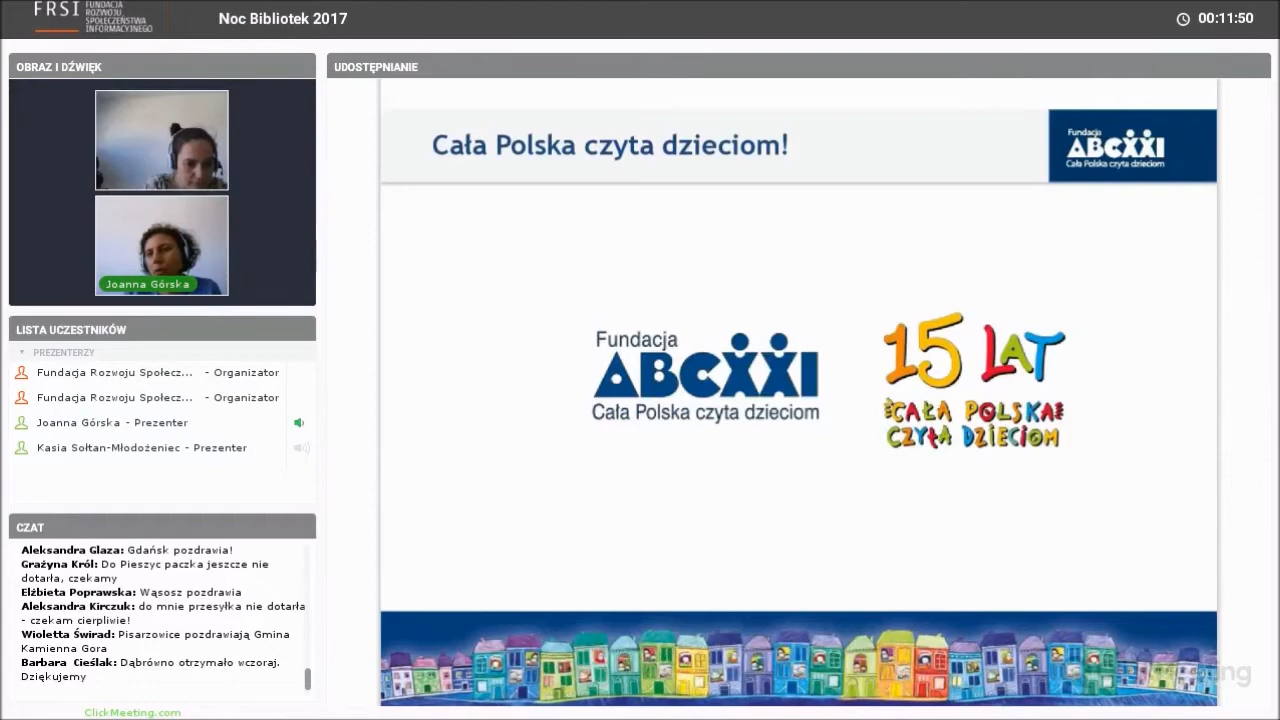 FRSI FUNDACJA
ROZWOJU
SPOŁECZEŃSTWA
INFORMACYJNEGO
Noc Bibliotek 2017
00:11:50
OBRAZ I DŹWIĘK
Joanna Górska
LISTA UCZESTNIKÓW
PREZENTERZY
Fundacja Rozwoju Społecz... - Organizator
Fundacja Rozwoju Społecz... - Organizator
Joanna Górska - Prezenter
Kasia Sołtan-Młodożeniec - Prezenter
CZAT
Aleksandra Glaza: Gdańsk pozdrawia!
Grażyna Król: Do Pieszyc paczka jeszcze nie
dotarła, czekamy
Elżbieta Poprawska: Wąsosz pozdrawia
Aleksandra Kirczuk: do mnie przesyłka nie dotarła
- czekam cierpliwie!
Wioletta Świrad: Pisarzowice pozdrawiają Gmina
Kamienna Gora
Barbara Cieślak: Dąbrówno otrzymało wczoraj.
Dziękujemy
ClickMeeting.com
UDOSTĘPNIANIE
Cała Polska czyta dzieciom!
Fundacja
ABCXXI
Cała Polska czyta dzieciom
Fundacja
ABCXXI
Cała Polska czyta dzieciom
15 LAT
CAŁA POLSKA
CZYTA DZIECIOM